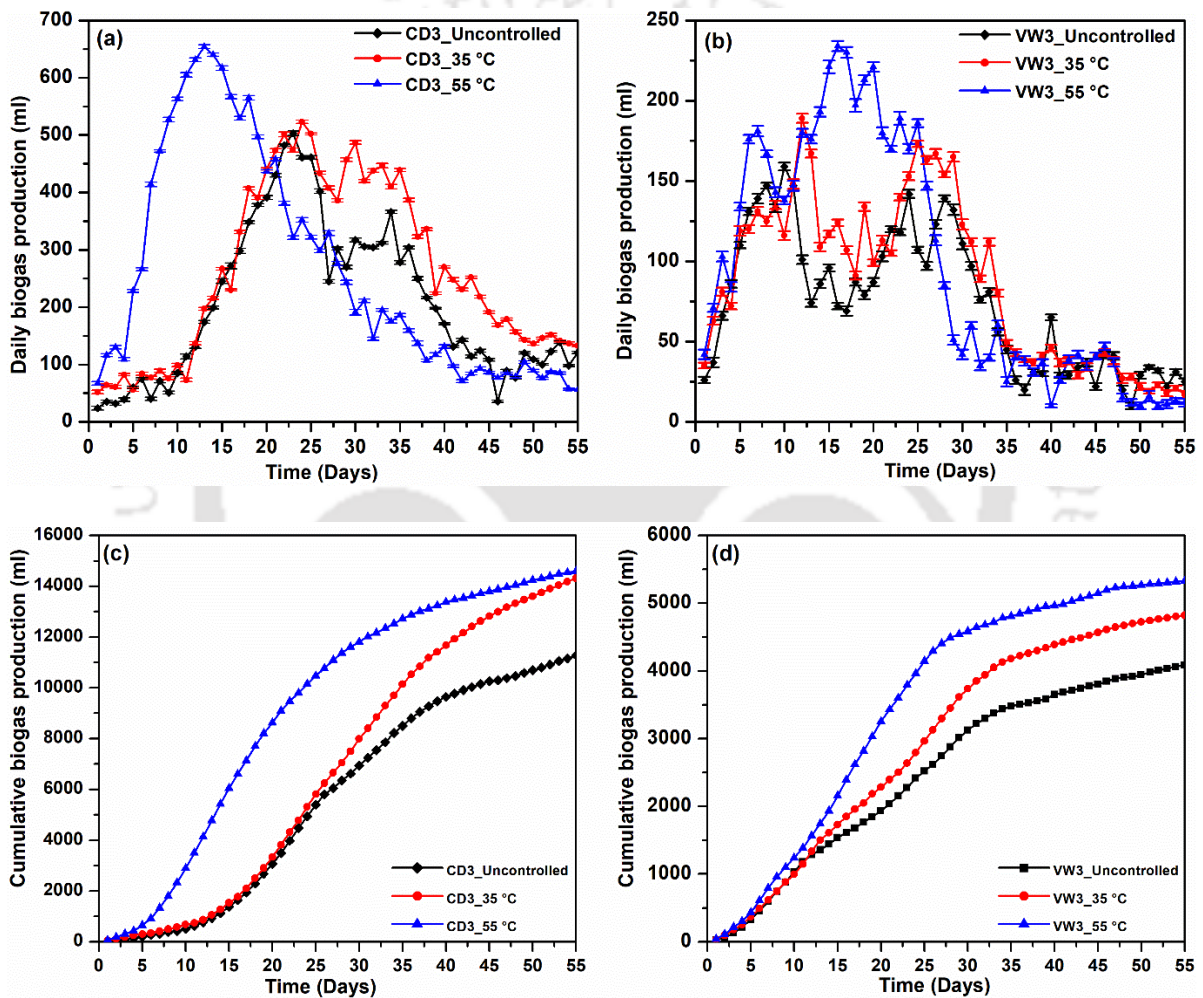 (a)
CD3_Uncontrolled
CD3_35 °C
CD3_55 °C
Daily biogas production (ml)
700
600
500
400
300
200
100
0
0 5 10 15 20 25 30 35 40 45 50 55
Time (Days)
(b)
VW3_Uncontrolled
VW3_35 °C
VW3_55 °C
Daily biogas production (ml)
250
200
150
100
50
0
0 5 10 15 20 25 30 35 40 45 50 55
Time (Days)
(c)
CD3_Uncontrolled
CD3_35 °C
CD3_55 °C
Cumulative biogas production (ml)
16000
14000
12000
10000
8000
6000
4000
2000
0
0 5 10 15 20 25 30 35 40 45 50 55
Time (Days)
(d)
VW3_Uncontrolled
VW3_35 °C
VW3_55 °C
Cumulative biogas production (ml)
6000
5000
4000
3000
2000
1000
0
0 5 10 15 20 25 30 35 40 45 50 55
Time (Days)